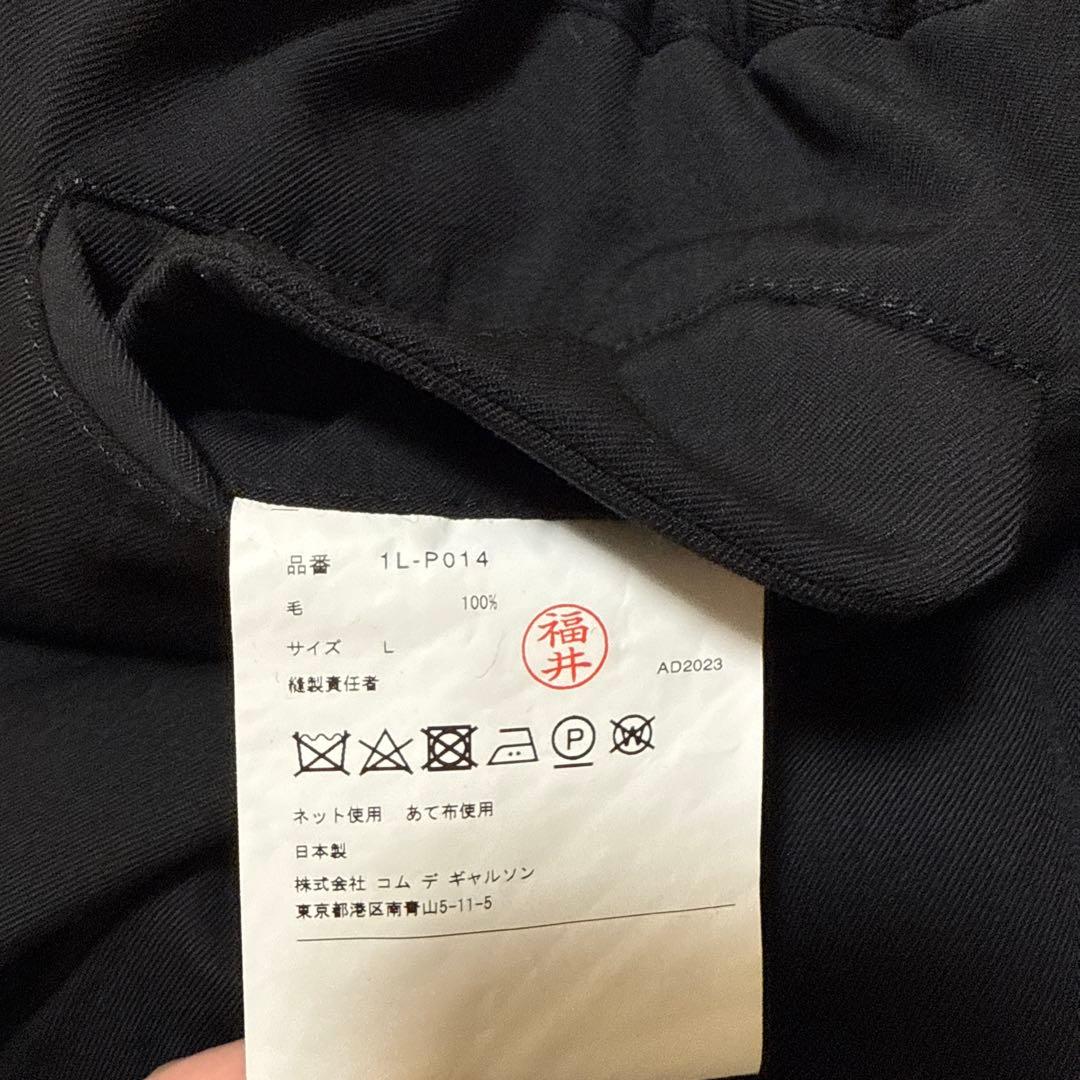 品番 1L-P014
毛 100%
サイズ L
福井
縫製責任者
AD2023
P W
ネット使用 あて布使用
日本製
株式会社 コム デ ギャルソン
東京都港区南青山5-11-5